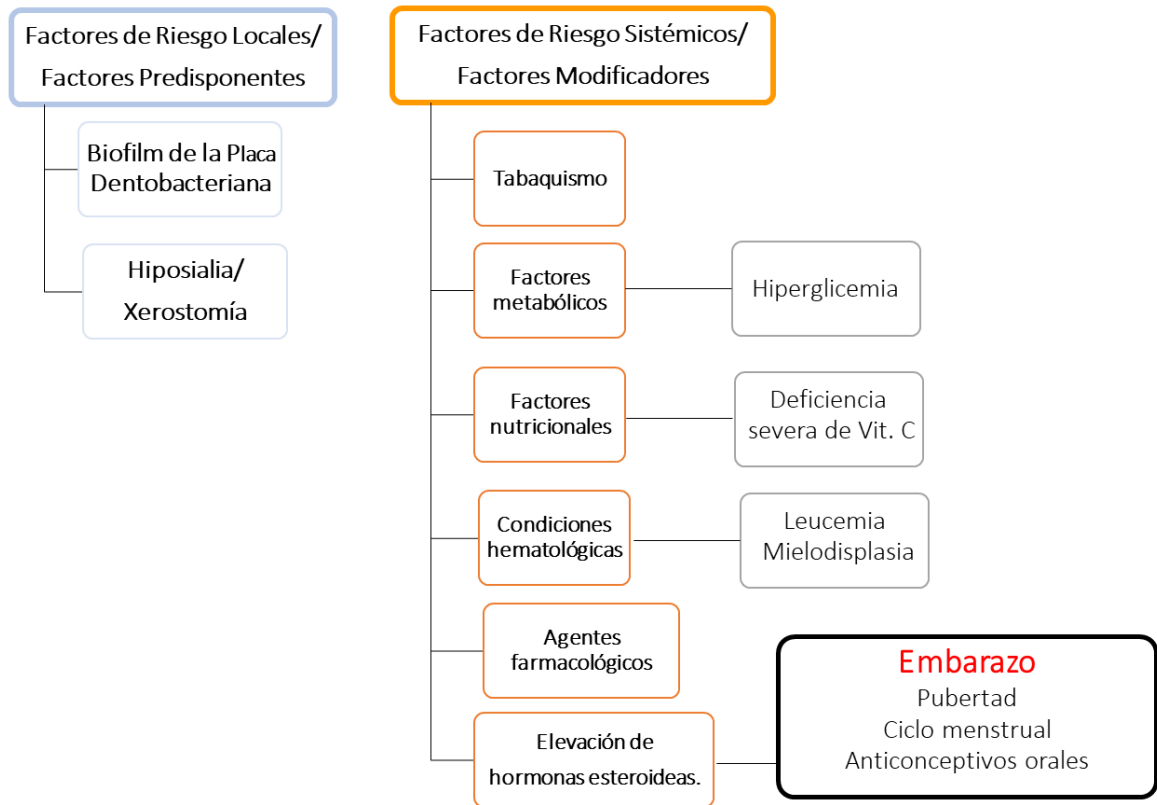 Factores de Riesgo Locales/
Factores Predisponentes
Biofilm de la Placa
Dentobacteriana
Hiposialia/
Xerostomía
Factores de Riesgo Sistémicos/
Factores Modificadores
Tabaquismo
Factores
metabólicos
Hiperglicemia
Factores
nutricionales
Deficiencia
severa de Vit. C
Condiciones
hematológicas
Leucemia
Mielodisplasia
Agentes
farmacológicos
Elevación de
hormonas esteroideas.
Embarazo
Pubertad
Ciclo menstrual
Anticonceptivos orales